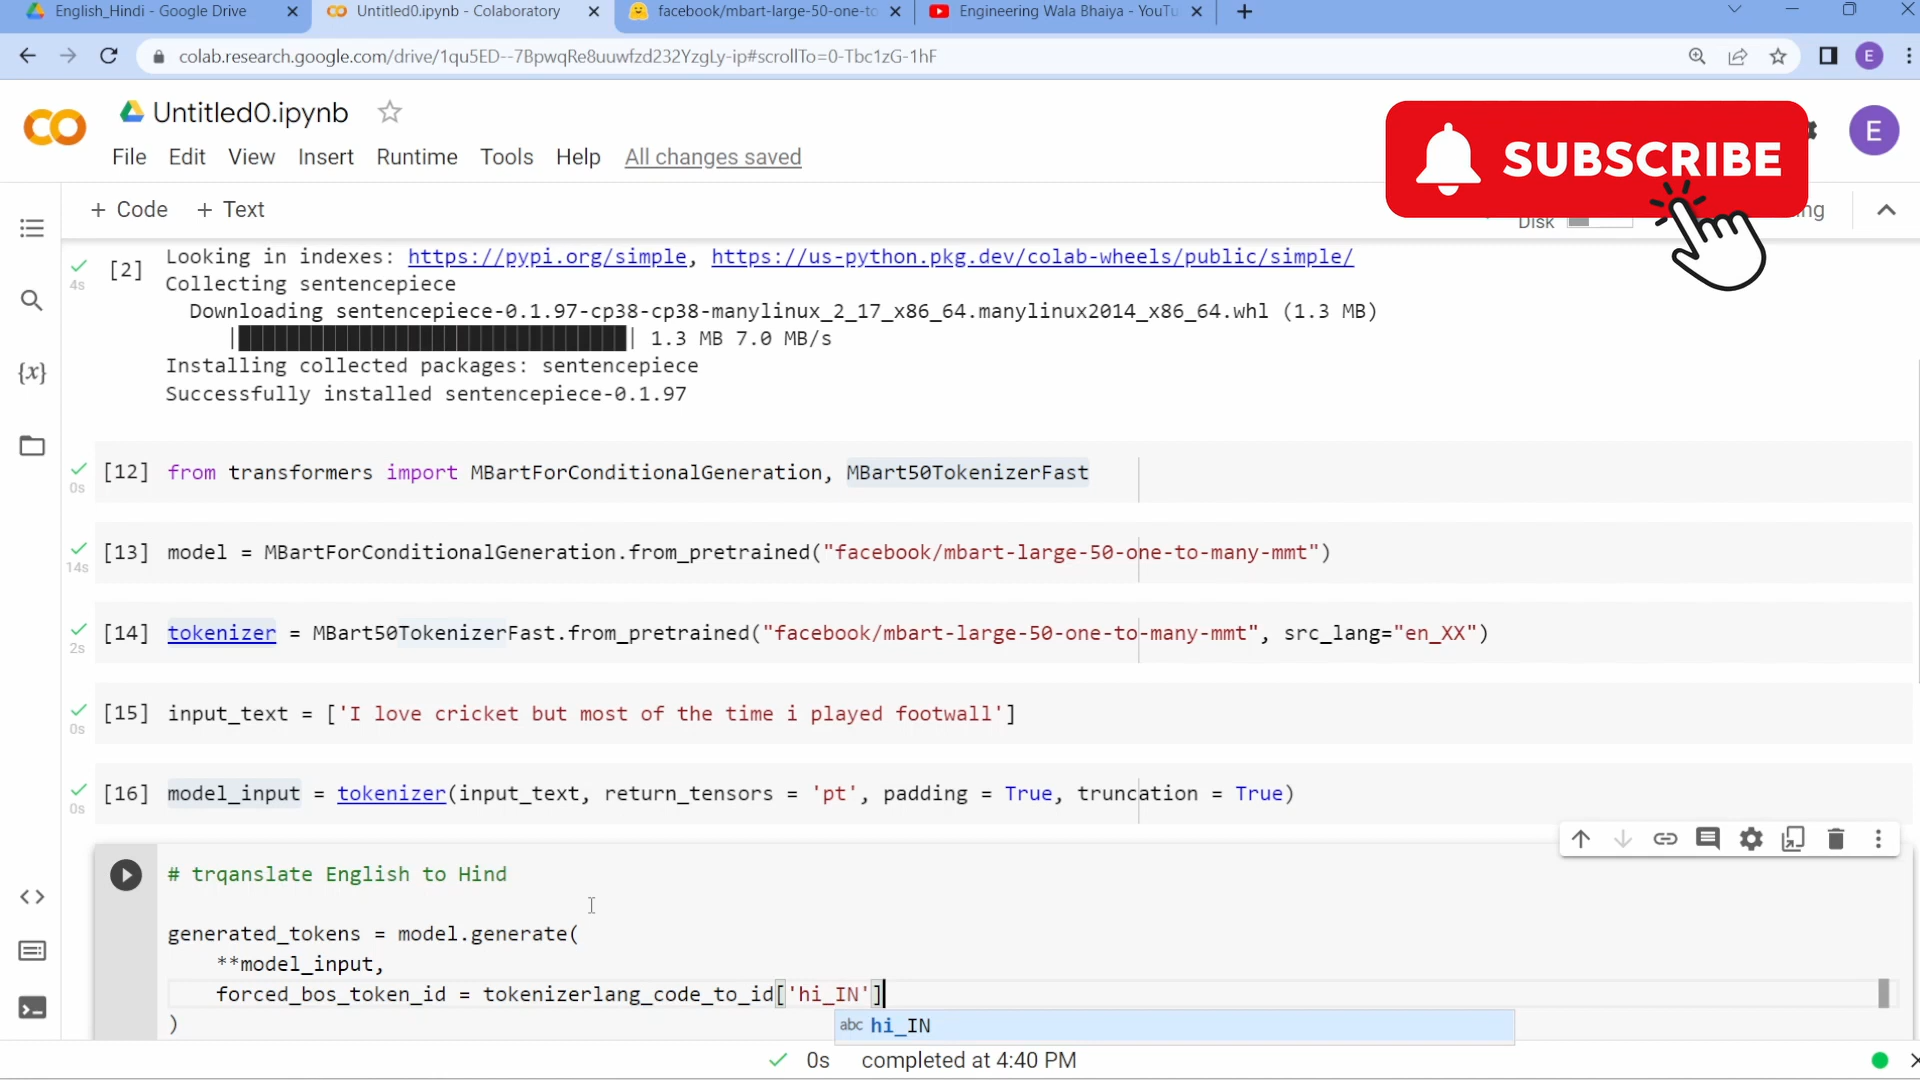 English_Hindi - Google Drive
Untitled0.ipynb - Colaboratory
facebook/mbart-large-50-one-to
Engineering Wala Bhaiya - YouTu
colab.research.google.com/drive/1qu5ED--7BpwqRe8uuwfzd232YzgLy-ip#scrollTo=0-Tbc1zG-1hF
E
CO
Untitled0.ipynb
SUBSCRIBE
E
File Edit View Insert Runtime Tools Help All changes saved
+ Code + Text
Disk
ng
4s
[2] Looking in indexes: https://pypi.org/simple, https://us-python.pkg.dev/colab-wheels/public/simple/
Collecting sentencepiece
Downloading sentencepiece-0.1.97-cp38-cp38-manylinux_2_17_x86_64.manylinux2014_x86_64.whl (1.3 MB)
| 1.3 MB 7.0 MB/s
Installing collected packages: sentencepiece
Successfully installed sentencepiece-0.1.97
[12] from transformers import MBartForConditionalGeneration, MBart50TokenizerFast
0s
[13] model = MBartForConditionalGeneration.from_pretrained("facebook/mbart-large-50-one-to-many-mmt")
14s
[14] tokenizer = MBart50TokenizerFast.from_pretrained("facebook/mbart-large-50-one-to-many-mmt", src_lang="en_XX")
2s
[15] input_text = ['I love cricket but most of the time i played footwall']
0s
[16] model_input = tokenizer(input_text, return_tensors = 'pt', padding = True, truncation = True)
0s
# trqanslate English to Hind
generated_tokens = model.generate(
**model_input,
forced_bos_token_id = tokenizerlang_code_to_id['hi_IN']
)
abc hi_IN
0s completed at 4:40 PM